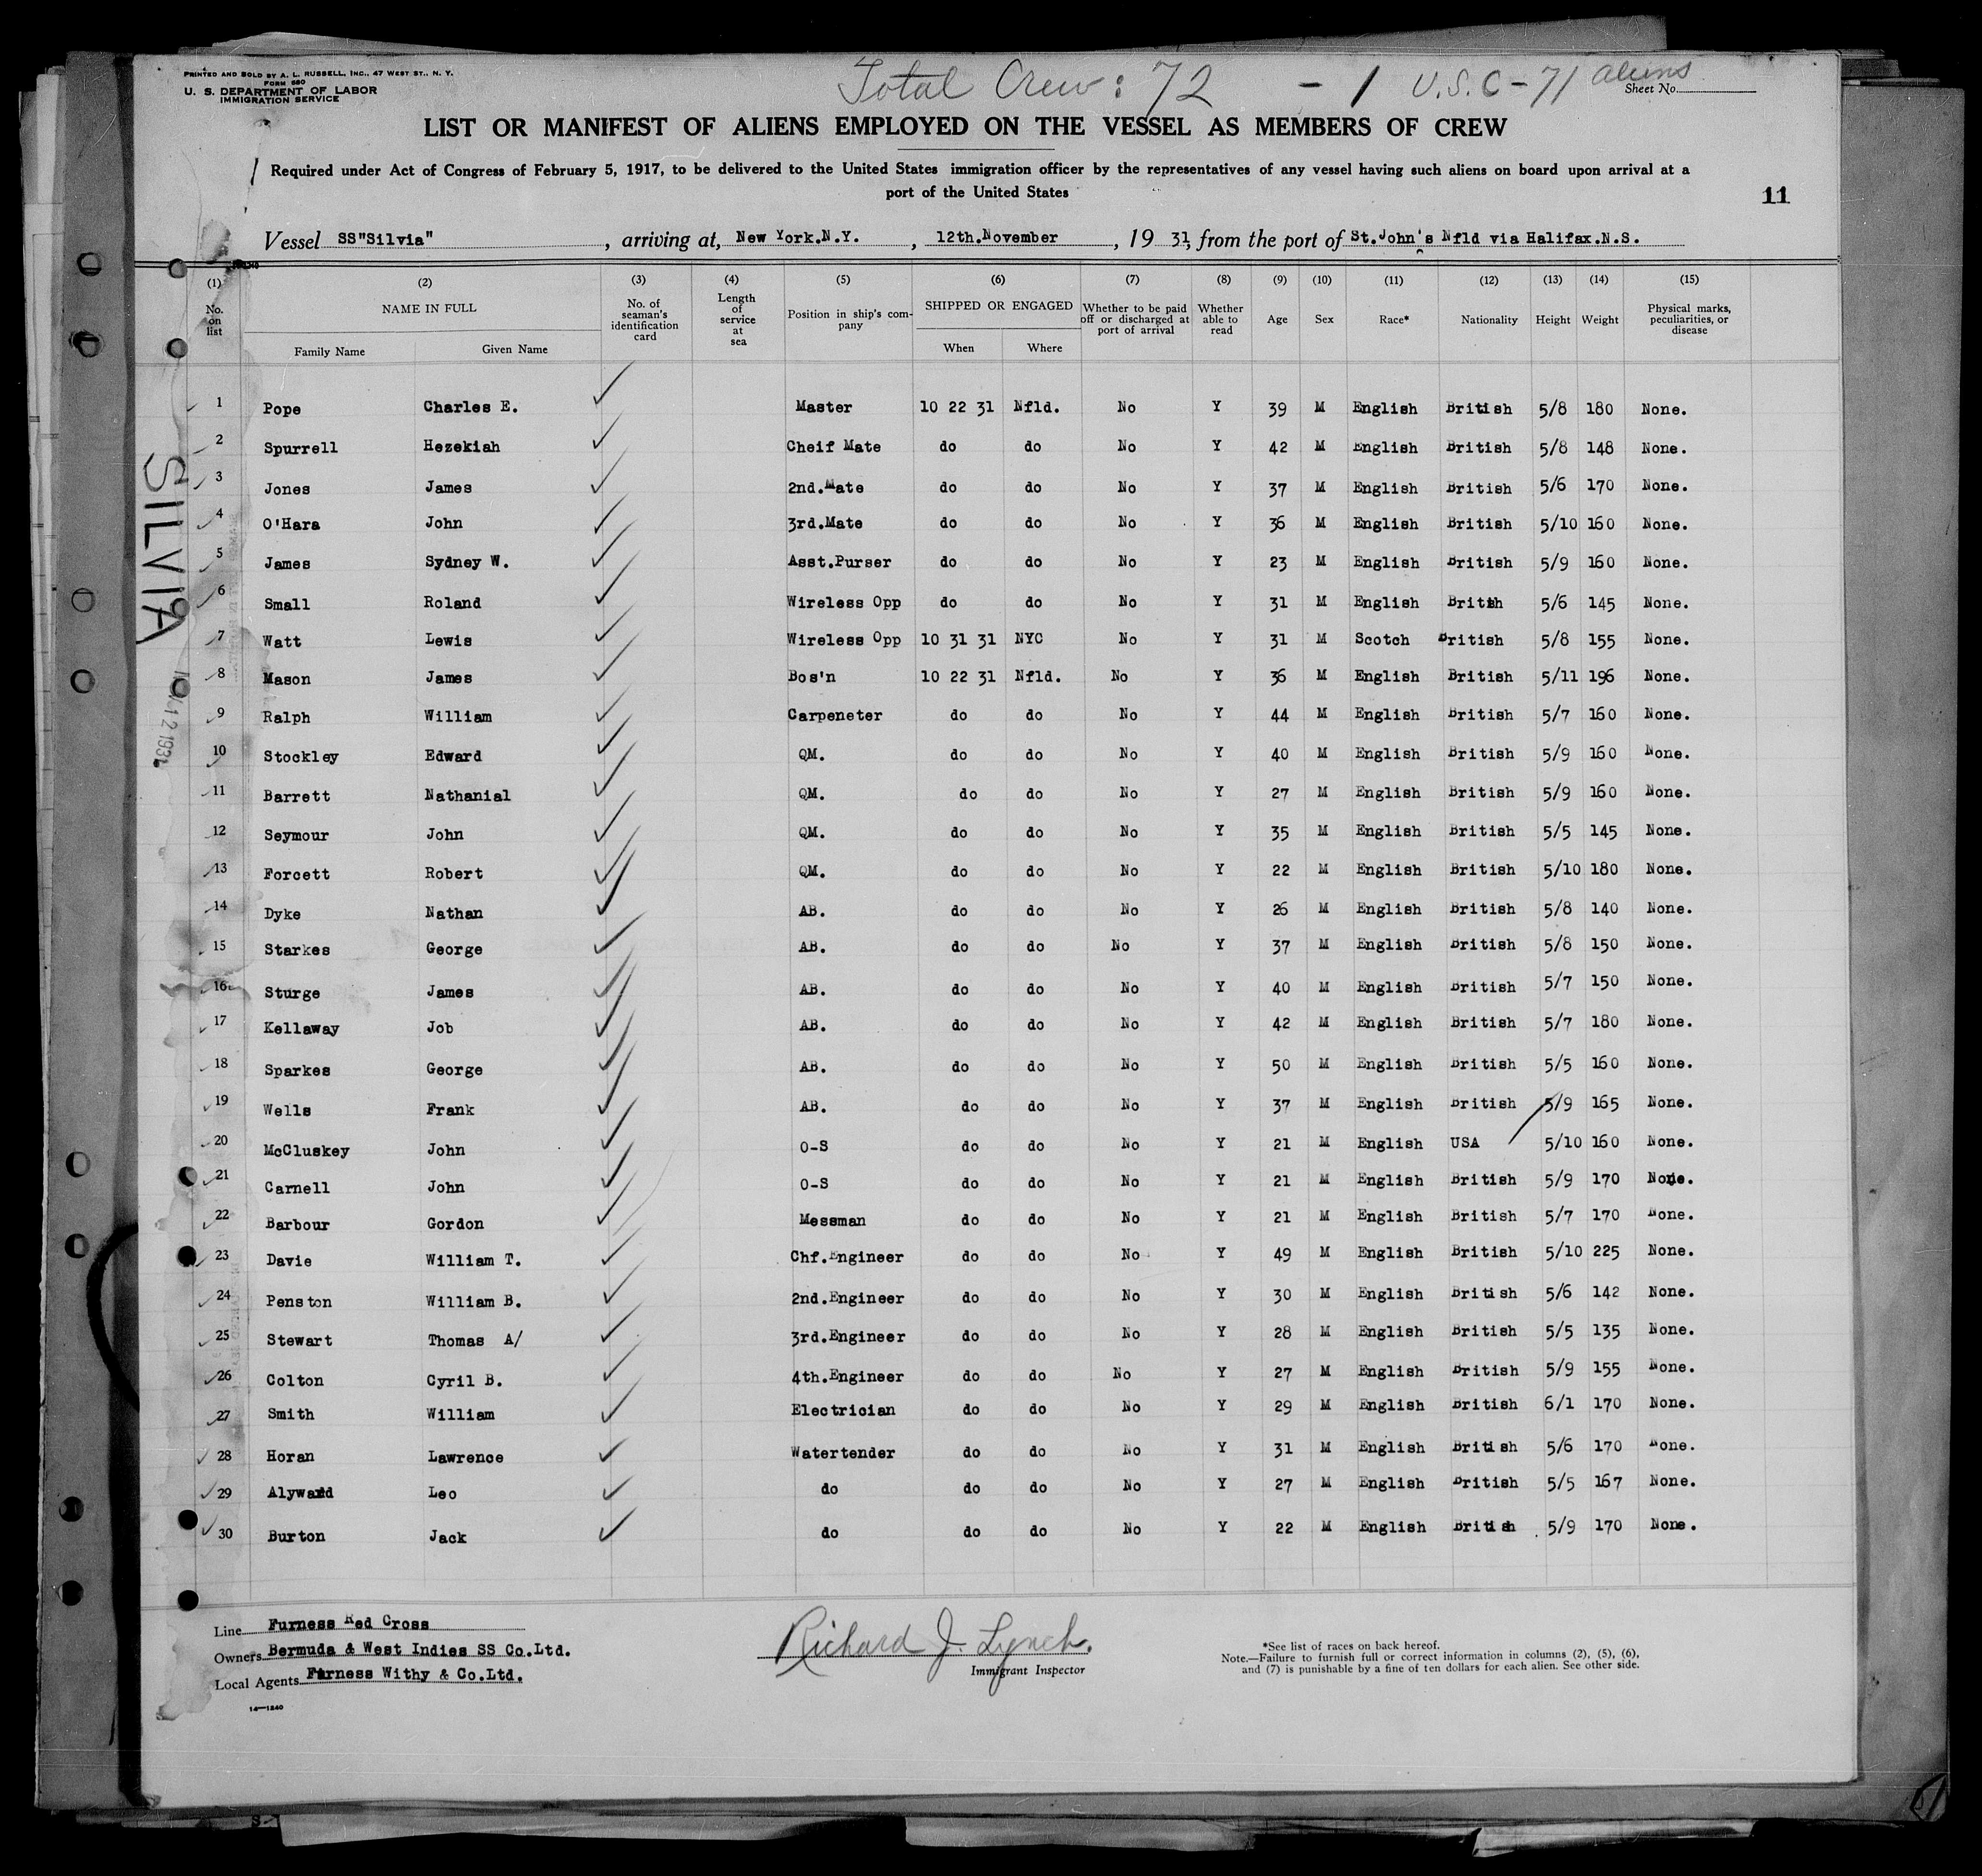 PRINTED AND SOLD BY A. L. RUSSELL, INC., 47 WEST ST., N. Y.
FORM 680
U. S. DEPARTMENT OF LABOR
IMMIGRATION SERVICE
Total Crew: 72 - 1 U.S.C - 71 aliens
Sheet No.
LIST OR MANIFEST OF ALIENS EMPLOYED ON THE VESSEL AS MEMBERS OF CREW
Required under Act of Congress of February 5, 1917, to be delivered to the United States immigration officer by the representatives of any vessel having such aliens on board upon arrival at a
port of the United States
11
Vessel SS"Silvia", arriving at, New York.N.Y., 12th.November, 19 31, from the port of St.John's Nfld via Halifax.N.S.
(1) (2) (3) (4) (5) (6) (7) (8) (9) (10) (11) (12) (13) (14) (15)
No. on list NAME IN FULL Family Name Given Name No. of seaman's identification card Length of service at sea Position in ship's company SHIPPED OR ENGAGED When Where Whether to be paid off or discharged at port of arrival Whether able to read Age Sex Race* Nationality Height Weight Physical marks, peculiarities, or disease
1 Pope Charles E. Master 10 22 31 Nfld. No Y 39 M English British 5/8 180 None.
2 Spurrell Hezekiah Cheif Mate do do No Y 42 M English British 5/8 148 None.
3 Jones James 2nd.Mate do do No Y 37 M English British 5/6 170 None.
4 O'Hara John 3rd.Mate do do No Y 36 M English British 5/10 160 None.
5 James Sydney W. Asst.Purser do do No Y 23 M English British 5/9 160 None.
6 Small Roland Wireless Opp do do No Y 31 M English British 5/6 145 None.
7 Watt Lewis Wireless Opp 10 31 31 NYC No Y 31 M Scotch British 5/8 155 None.
8 Mason James Bos'n 10 22 31 Nfld. No Y 36 M English British 5/11 196 None.
9 Ralph William Carpeneter do do No Y 44 M English British 5/7 160 None.
10 Stockley Edward QM. do do No Y 40 M English British 5/9 160 None.
11 Barrett Nathanial QM. do do No Y 27 M English British 5/9 160 None.
12 Seymour John QM. do do No Y 35 M English British 5/5 145 None.
13 Forcett Robert QM. do do No Y 22 M English British 5/10 180 None.
14 Dyke Nathan AB. do do No Y 26 M English British 5/8 140 None.
15 Starkes George AB. do do No Y 37 M English British 5/8 150 None.
16 Sturge James AB. do do No Y 40 M English British 5/7 150 None.
17 Kellaway Job AB. do do No Y 42 M English British 5/7 180 None.
18 Sparkes George AB. do do No Y 50 M English British 5/5 160 None.
19 Wells Frank AB. do do No Y 37 M English British 5/9 165 None.
20 McCluskey John O-S do do No Y 21 M English USA 5/10 160 None.
21 Carnell John O-S do do No Y 21 M English British 5/9 170 None.
22 Barbour Gordon Messman do do No Y 21 M English British 5/7 170 None.
23 Davie William T. Chf.Engineer do do No Y 49 M English British 5/10 225 None.
24 Penston William B. 2nd.Engineer do do No Y 30 M English British 5/6 142 None.
25 Stewart Thomas A/ 3rd.Engineer do do No Y 28 M English British 5/5 135 None.
26 Colton Cyril B. 4th.Engineer do do No Y 27 M English British 5/9 155 None.
27 Smith William Electrician do do No Y 29 M English British 6/1 170 None.
28 Horan Lawrence Watertender do do No Y 31 M English British 5/6 170 None.
29 Alyward Leo do do do No Y 27 M English British 5/5 167 None.
30 Burton Jack do do do No Y 22 M English British 5/9 170 None.
SILVIA
Line Furness Red Cross
Owners Bermuda & West Indies SS Co.Ltd.
Local Agents Furness Withy & Co.Ltd.
14—1240
Richard J. Lynch.
Immigrant Inspector
*See list of races on back hereof.
Note.—Failure to furnish full or correct information in columns (2), (5), (6),
and (7) is punishable by a fine of ten dollars for each alien. See other side.